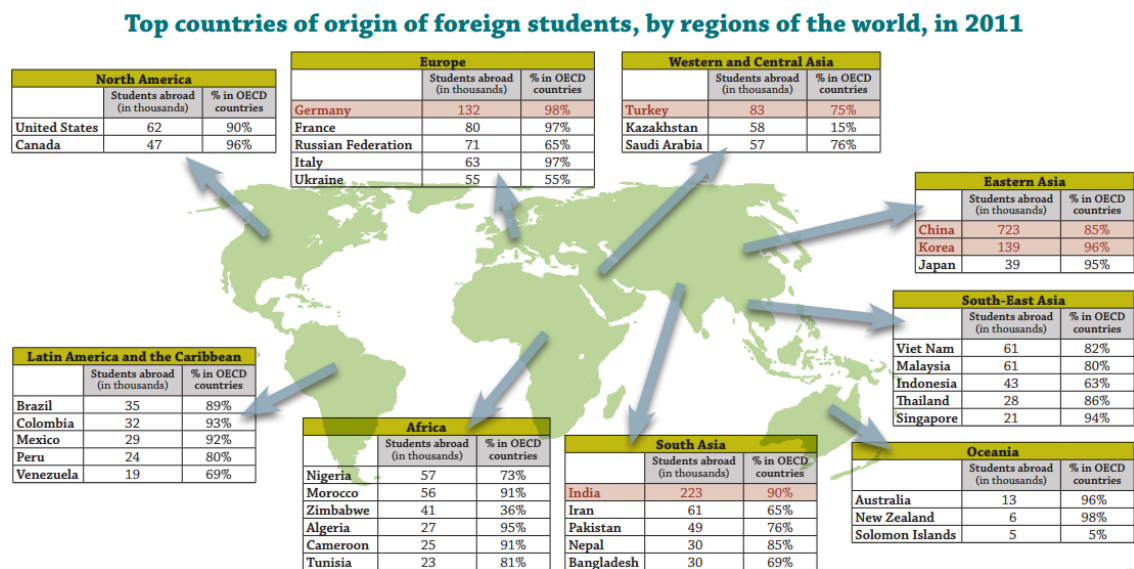 Top countries of origin of foreign students, by regions of the world, in 2011
North America
Students abroad (in thousands) % in OECD countries
United States 62 90%
Canada 47 96%
Europe
Students abroad (in thousands) % in OECD countries
Germany 132 98%
France 80 97%
Russian Federation 71 65%
Italy 63 97%
Ukraine 55 55%
Western and Central Asia
Students abroad (in thousands) % in OECD countries
Turkey 83 75%
Kazakhstan 58 15%
Saudi Arabia 57 76%
Eastern Asia
Students abroad (in thousands) % in OECD countries
China 723 85%
Korea 139 96%
Japan 39 95%
South-East Asia
Students abroad (in thousands) % in OECD countries
Viet Nam 61 82%
Malaysia 61 80%
Indonesia 43 63%
Thailand 28 86%
Singapore 21 94%
Latin America and the Caribbean
Students abroad (in thousands) % in OECD countries
Brazil 35 89%
Colombia 32 93%
Mexico 29 92%
Peru 24 80%
Venezuela 19 69%
Africa
Students abroad (in thousands) % in OECD countries
Nigeria 57 73%
Morocco 56 91%
Zimbabwe 41 36%
Algeria 27 95%
Cameroon 25 91%
Tunisia 23 81%
South Asia
Students abroad (in thousands) % in OECD countries
India 223 90%
Iran 61 65%
Pakistan 49 76%
Nepal 30 85%
Bangladesh 30 69%
Oceania
Students abroad (in thousands) % in OECD countries
Australia 13 96%
New Zealand 6 98%
Solomon Islands 5 5%